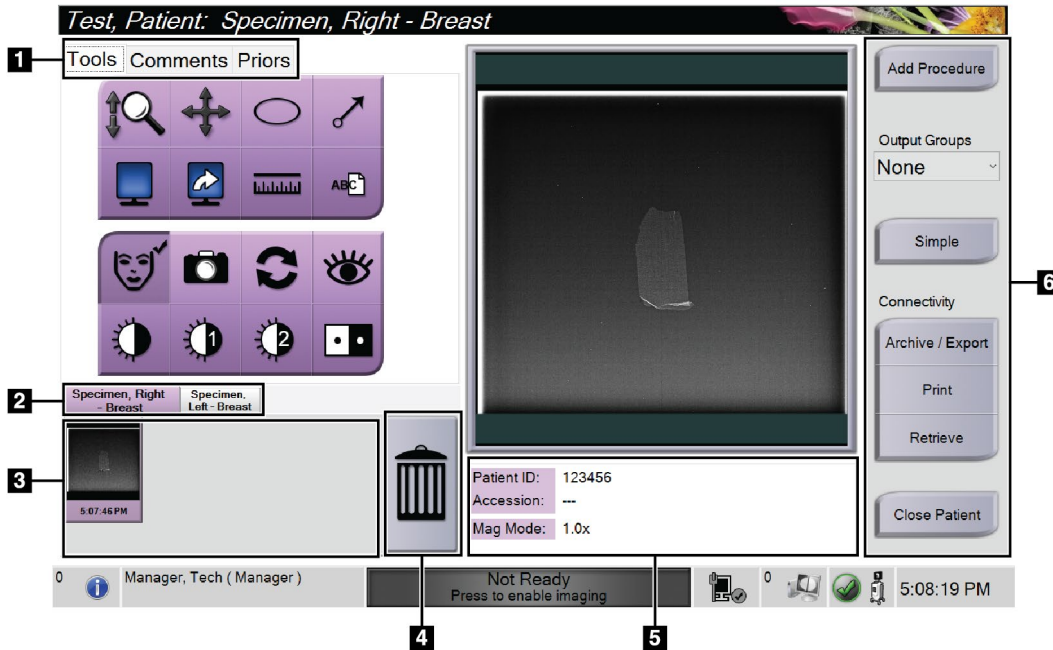 Test, Patient: Specimen, Right - Breast
1
Tools Comments Priors
ABC
1
2
2
Specimen, Right
- Breast
Specimen,
Left - Breast
3
5:07:46 PM
4
Patient ID: 123456
Accession: ---
Mag Mode: 1.0x
5
Add Procedure
Output Groups
None
Simple
Connectivity
Archive / Export
Print
Retrieve
Close Patient
6
0
Manager, Tech ( Manager )
Not Ready
Press to enable imaging
0
5:08:19 PM